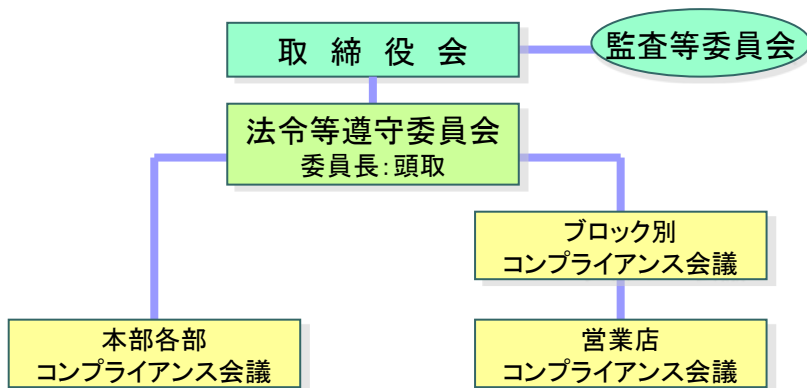 取 締 役 会
監査等委員会
法令等遵守委員会
委員長：頭取
ブロック別
コンプライアンス会議
本部各部
コンプライアンス会議
営業店
コンプライアンス会議